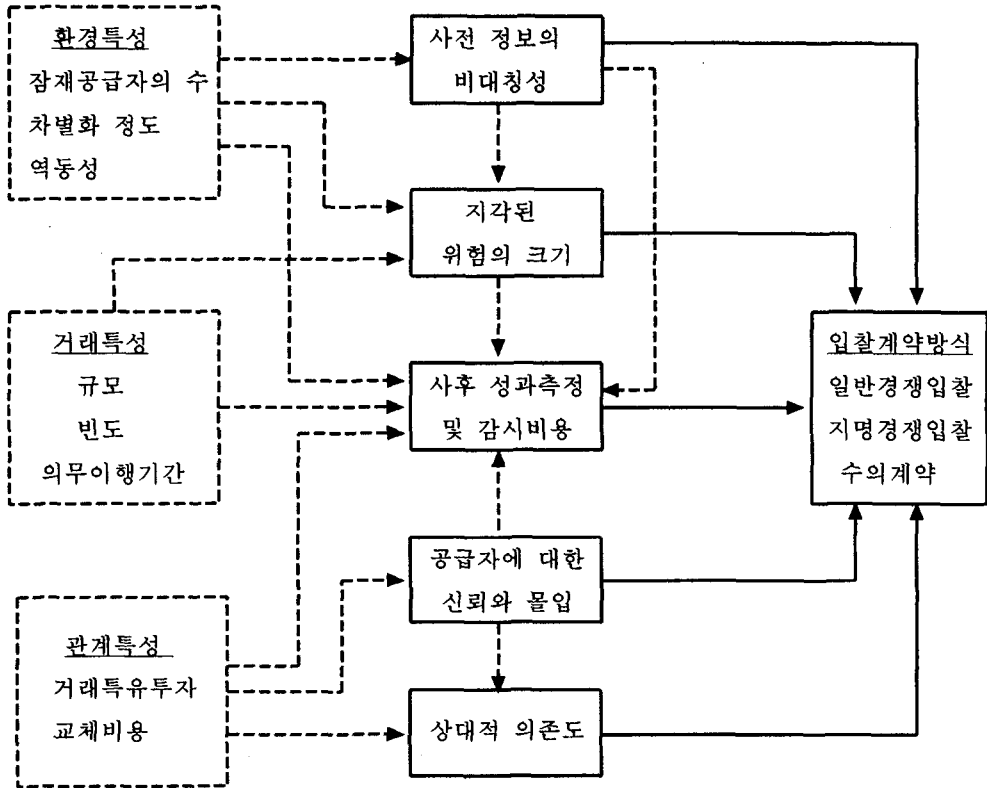 환경특성
잠재공급자의 수
차별화 정도
역동성
사전 정보의
비대칭성
지각된
위험의 크기
거래특성
규모
빈도
의무이행기간
사후 성과측정
및 감시비용
입찰계약방식
일반경쟁입찰
지명경쟁입찰
수의계약
공급자에 대한
신뢰와 몰입
관계특성
거래특유투자
교체비용
상대적 의존도